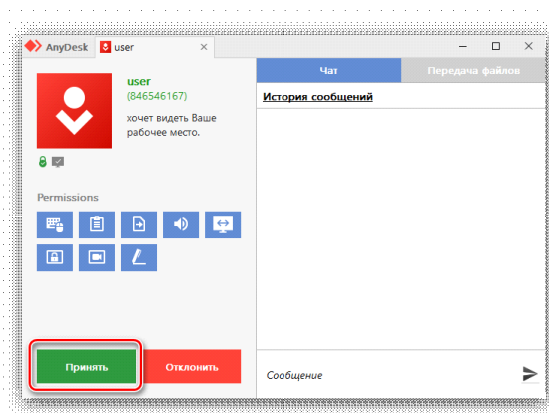 AnyDesk
user
Чат
Передача файлов
user
(846546167)
хочет видеть Ваше
рабочее место.
История сообщений
Permissions
Принять
Отклонить
Сообщение